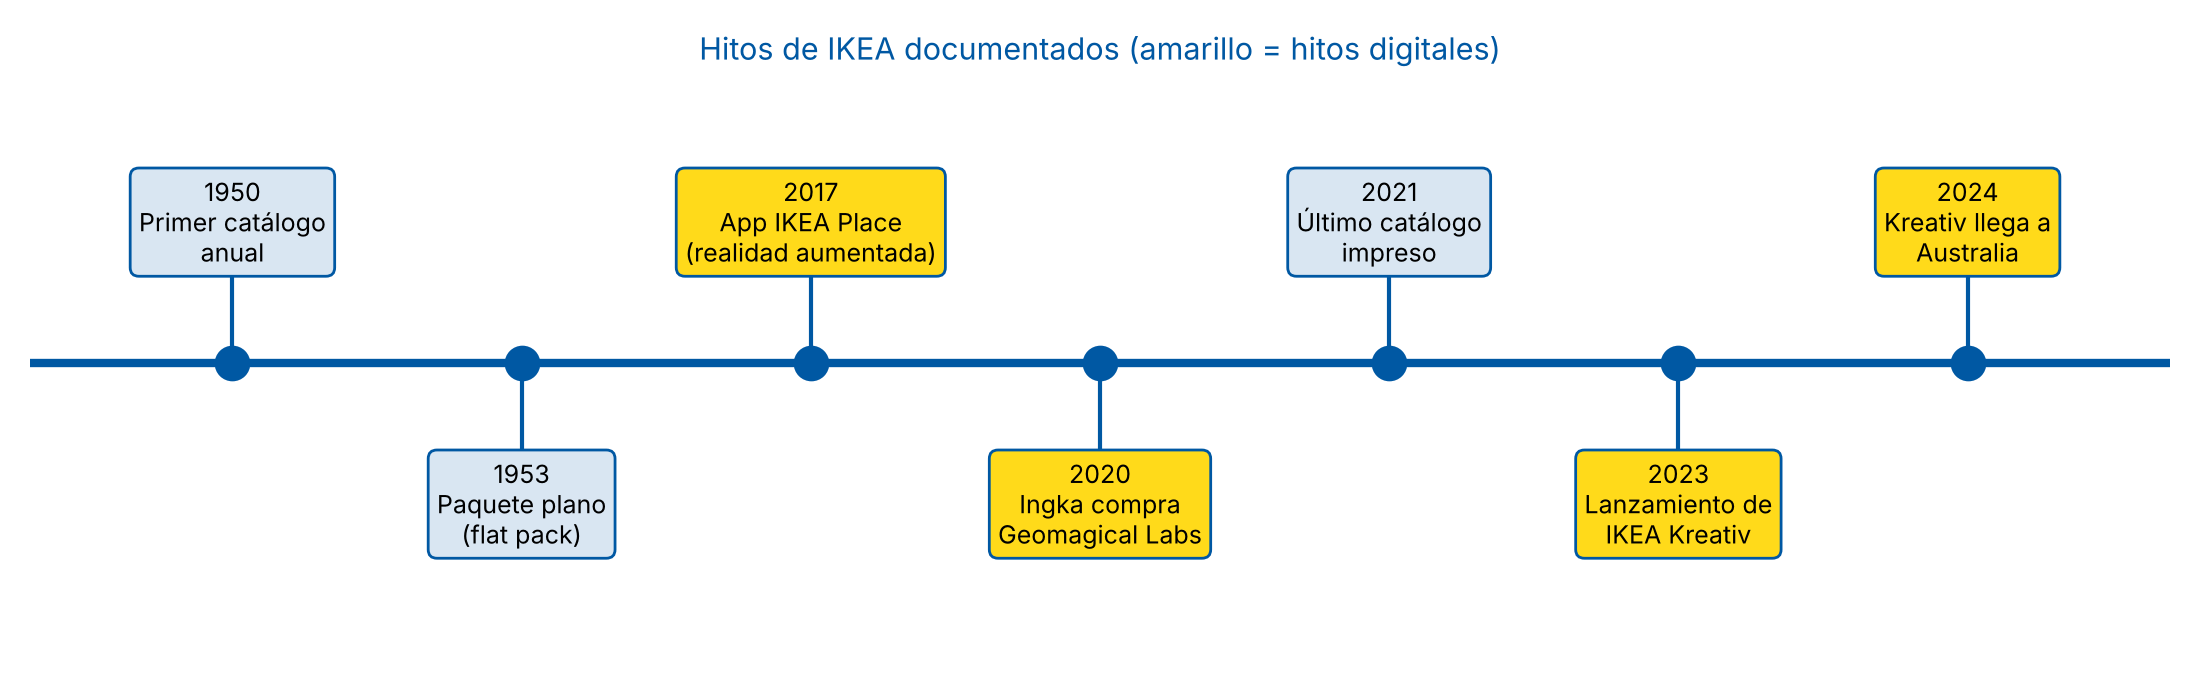 Hitos de IKEA documentados (amarillo = hitos digitales)
1950
Primer catálogo
anual
1953
Paquete plano
(flat pack)
2017
App IKEA Place
(realidad aumentada)
2020
Ingka compra
Geomagical Labs
2021
Último catálogo
impreso
2023
Lanzamiento de
IKEA Kreativ
2024
Kreativ llega a
Australia